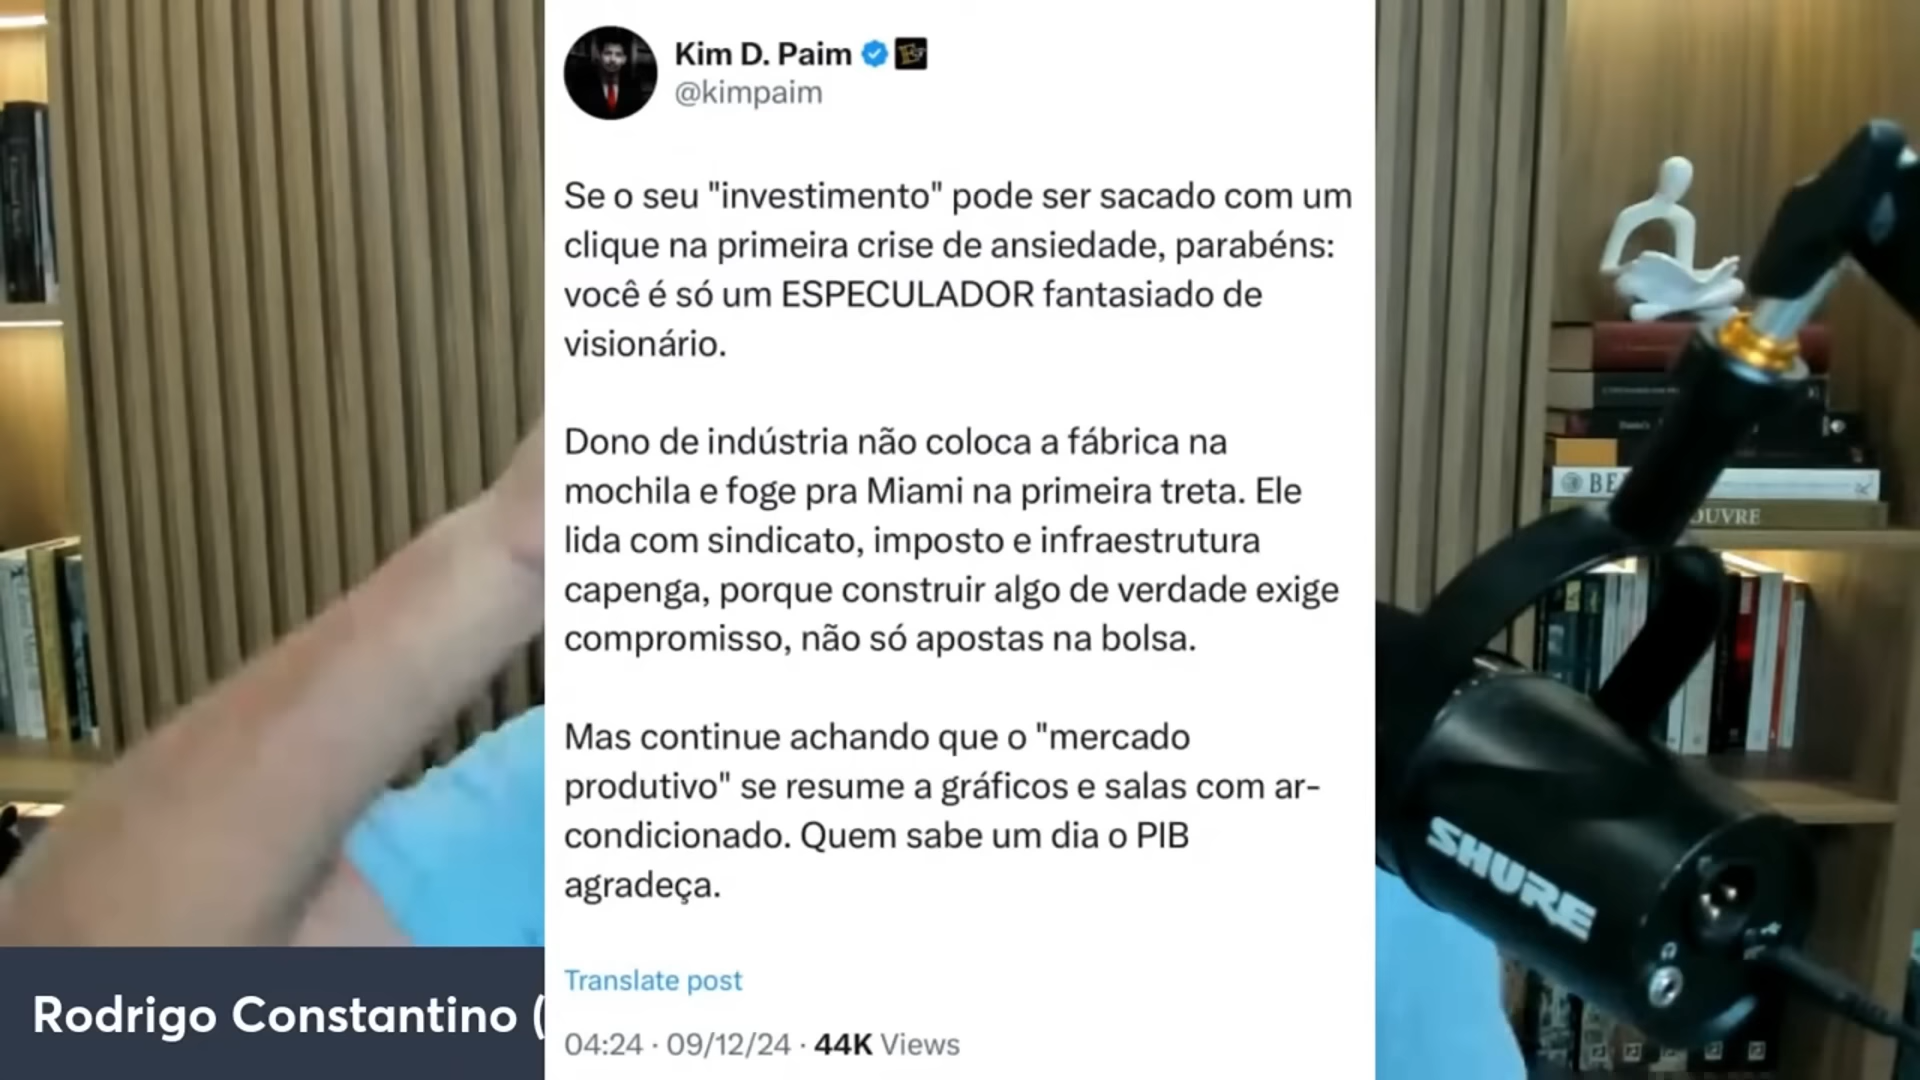 Kim D. Paim
@kimpaim
Se o seu "investimento" pode ser sacado com um
clique na primeira crise de ansiedade, parabéns:
você é só um ESPECULADOR fantasiado de
visionário.
Dono de indústria não coloca a fábrica na
mochila e foge pra Miami na primeira treta. Ele
lida com sindicato, imposto e infraestrutura
capenga, porque construir algo de verdade exige
compromisso, não só apostas na bolsa.
Mas continue achando que o "mercado
produtivo" se resume a gráficos e salas com ar-
condicionado. Quem sabe um dia o PIB
agradeça.
Translate post
04:24 · 09/12/24 · 44K Views
Rodrigo Constantino (
SHURE